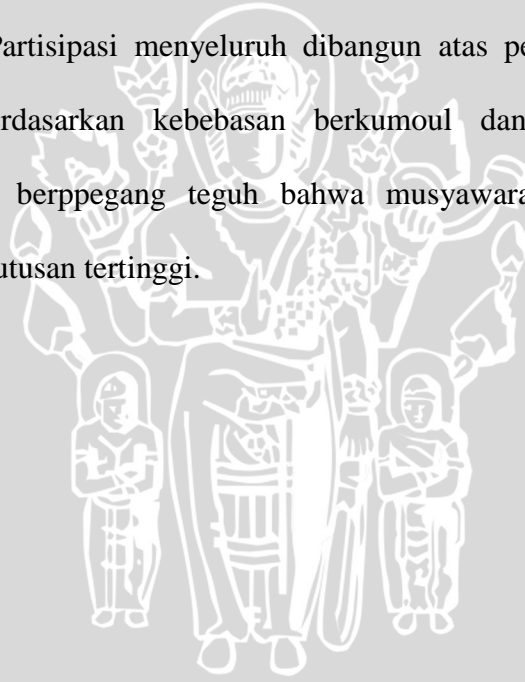 Partisipasi menyeluruh dibangun atas pe
rdasarkan kebebasan berkumoul dan
berppegang teguh bahwa musyawara
utusan tertinggi.